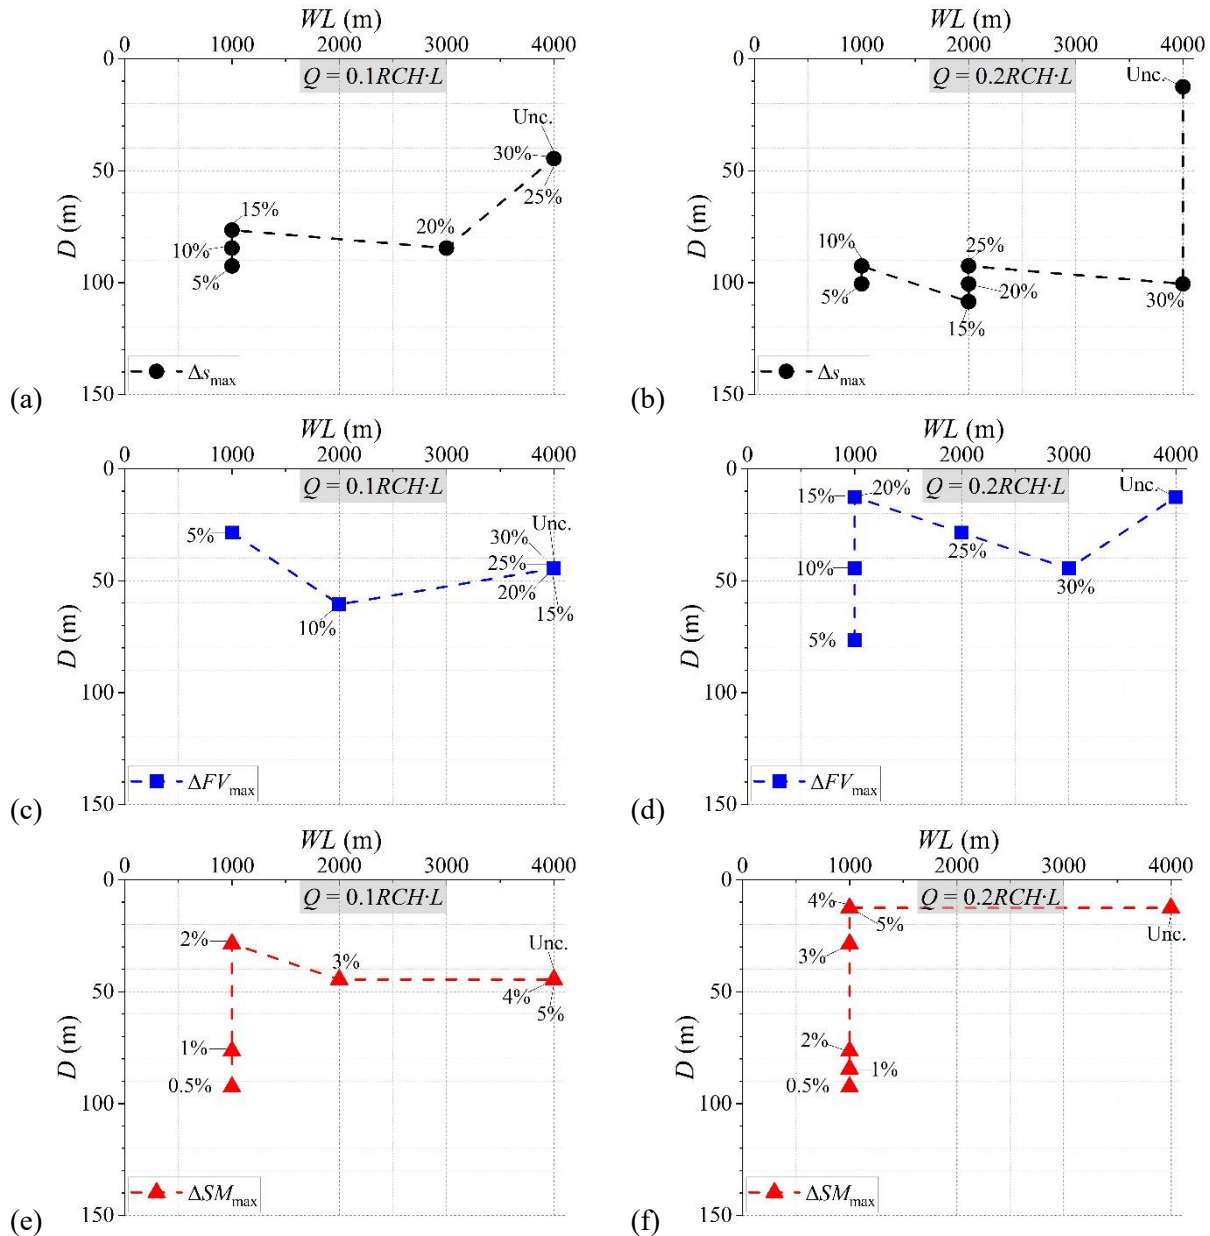 WL (m)
0 1000 2000 3000 4000
Q = 0.1RCH·L
0
50
100
150
D (m)
Unc.
30%
25%
20%
15%
10%
5%
Δs_max
(a)
WL (m)
0 1000 2000 3000 4000
Q = 0.2RCH·L
0
50
100
150
D (m)
Unc.
10%
25%
5%
20%
30%
15%
Δs_max
(b)
WL (m)
0 1000 2000 3000 4000
Q = 0.1RCH·L
0
50
100
150
D (m)
Unc.
5%
30%
25%
20%
15%
10%
ΔFV_max
(c)
WL (m)
0 1000 2000 3000 4000
Q = 0.2RCH·L
0
50
100
150
D (m)
15%
20%
Unc.
25%
10%
30%
5%
ΔFV_max
(d)
WL (m)
0 1000 2000 3000 4000
Q = 0.1RCH·L
0
50
100
150
D (m)
2%
Unc.
3%
4%
5%
1%
0.5%
ΔSM_max
(e)
WL (m)
0 1000 2000 3000 4000
Q = 0.2RCH·L
0
50
100
150
D (m)
4%
5%
Unc.
3%
2%
1%
0.5%
ΔSM_max
(f)